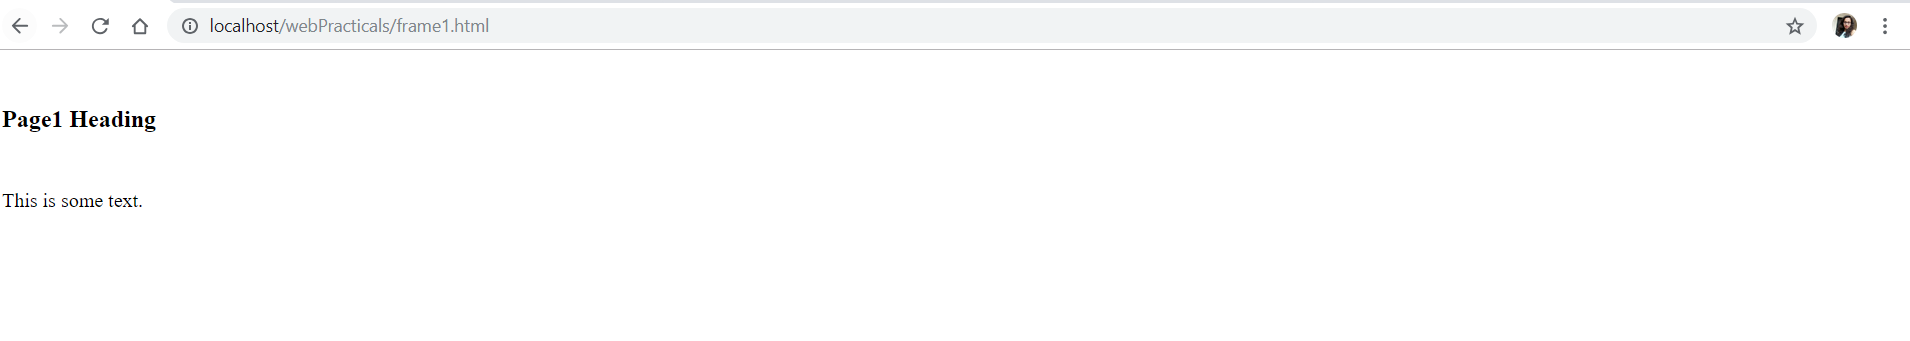 localhost/webPracticals/frame1.html
Page1 Heading
This is some text.